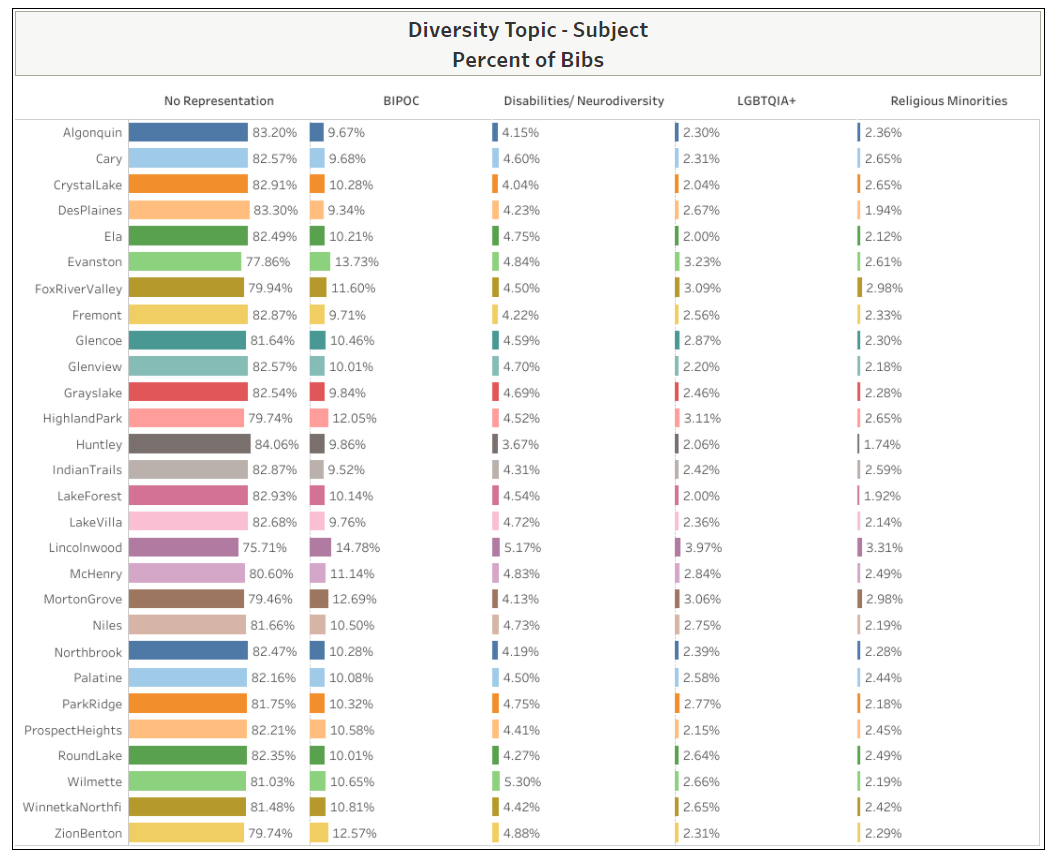 Diversity Topic - Subject
Percent of Bibs
No Representation BIPOC Disabilities/ Neurodiversity LGBTQIA+ Religious Minorities
Algonquin 83.20% 9.67% 4.15% 2.30% 2.36%
Cary 82.57% 9.68% 4.60% 2.31% 2.65%
CrystalLake 82.91% 10.28% 4.04% 2.04% 2.65%
DesPlaines 83.30% 9.34% 4.23% 2.67% 1.94%
Ela 82.49% 10.21% 4.75% 2.00% 2.12%
Evanston 77.86% 13.73% 4.84% 3.23% 2.61%
FoxRiverValley 79.94% 11.60% 4.50% 3.09% 2.98%
Fremont 82.87% 9.71% 4.22% 2.56% 2.33%
Glencoe 81.64% 10.46% 4.59% 2.87% 2.30%
Glenview 82.57% 10.01% 4.70% 2.20% 2.18%
Grayslake 82.54% 9.84% 4.69% 2.46% 2.28%
HighlandPark 79.74% 12.05% 4.52% 3.11% 2.65%
Huntley 84.06% 9.86% 3.67% 2.06% 1.74%
IndianTrails 82.87% 9.52% 4.31% 2.42% 2.59%
LakeForest 82.93% 10.14% 4.54% 2.00% 1.92%
LakeVilla 82.68% 9.76% 4.72% 2.36% 2.14%
Lincolnwood 75.71% 14.78% 5.17% 3.97% 3.31%
McHenry 80.60% 11.14% 4.83% 2.84% 2.49%
MortonGrove 79.46% 12.69% 4.13% 3.06% 2.98%
Niles 81.66% 10.50% 4.73% 2.75% 2.19%
Northbrook 82.47% 10.28% 4.19% 2.39% 2.28%
Palatine 82.16% 10.08% 4.50% 2.58% 2.44%
ParkRidge 81.75% 10.32% 4.75% 2.77% 2.18%
ProspectHeights 82.21% 10.58% 4.41% 2.15% 2.45%
RoundLake 82.35% 10.01% 4.27% 2.64% 2.49%
Wilmette 81.03% 10.65% 5.30% 2.66% 2.19%
WinnetkaNorthfi 81.48% 10.81% 4.42% 2.65% 2.42%
ZionBenton 79.74% 12.57% 4.88% 2.31% 2.29%